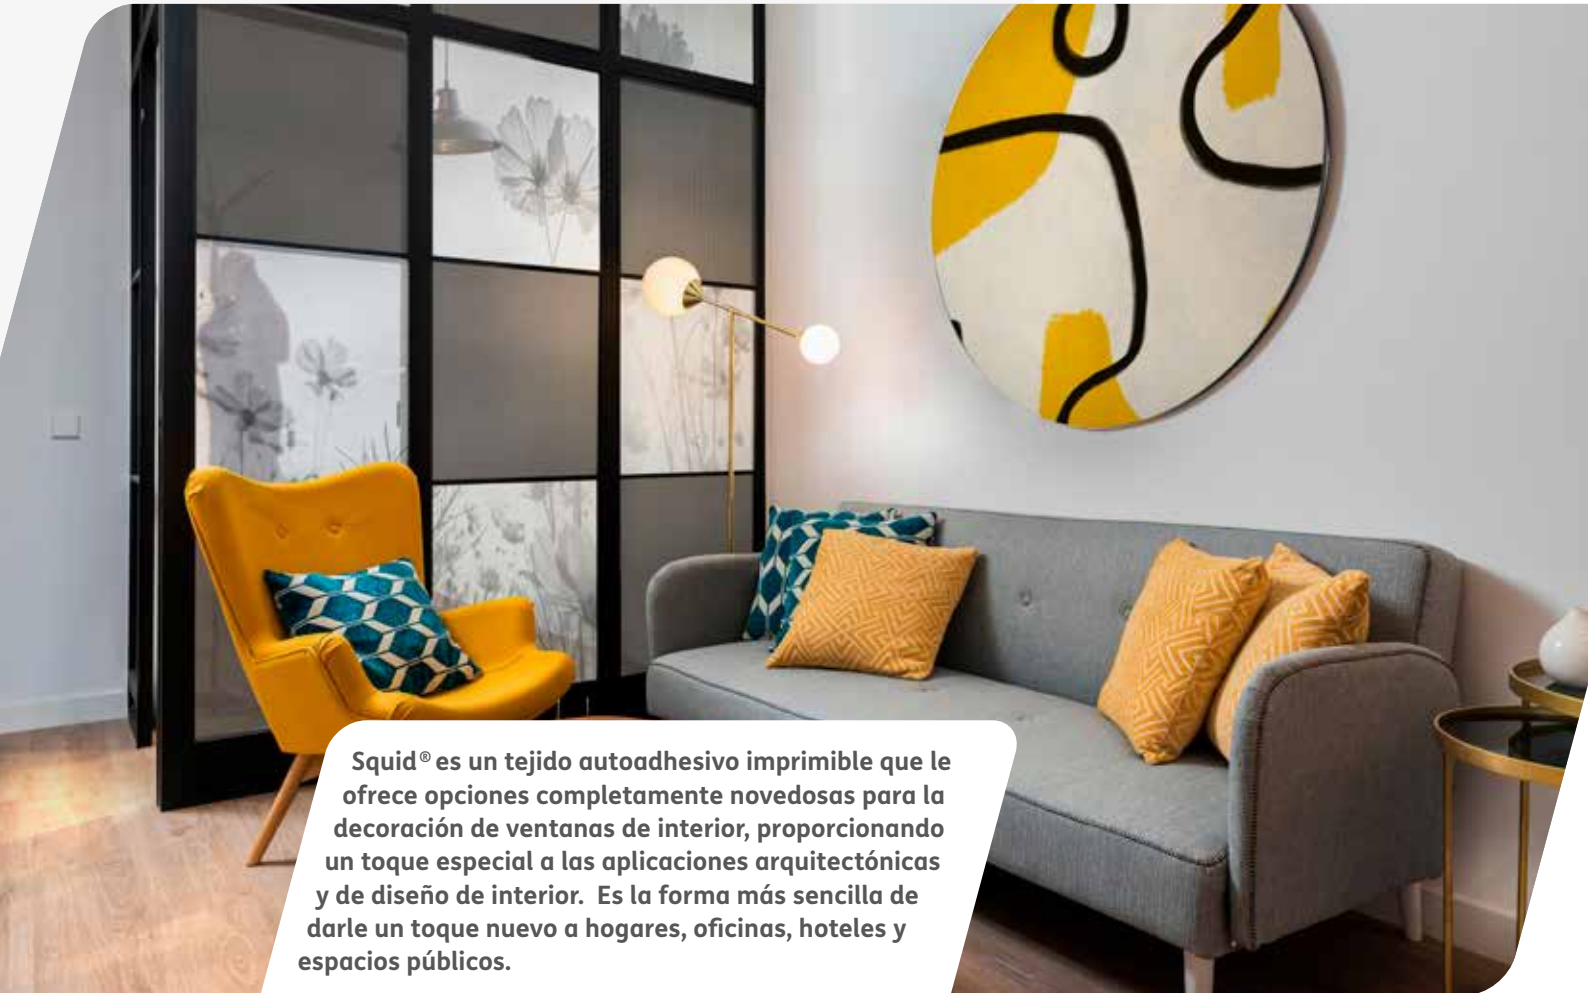 Squid® es un tejido autoadhesivo imprimible que le
ofrece opciones completamente novedosas para la
decoración de ventanas de interior, proporcionando
un toque especial a las aplicaciones arquitectónicas
y de diseño de interior.  Es la forma más sencilla de
darle un toque nuevo a hogares, oficinas, hoteles y
espacios públicos.